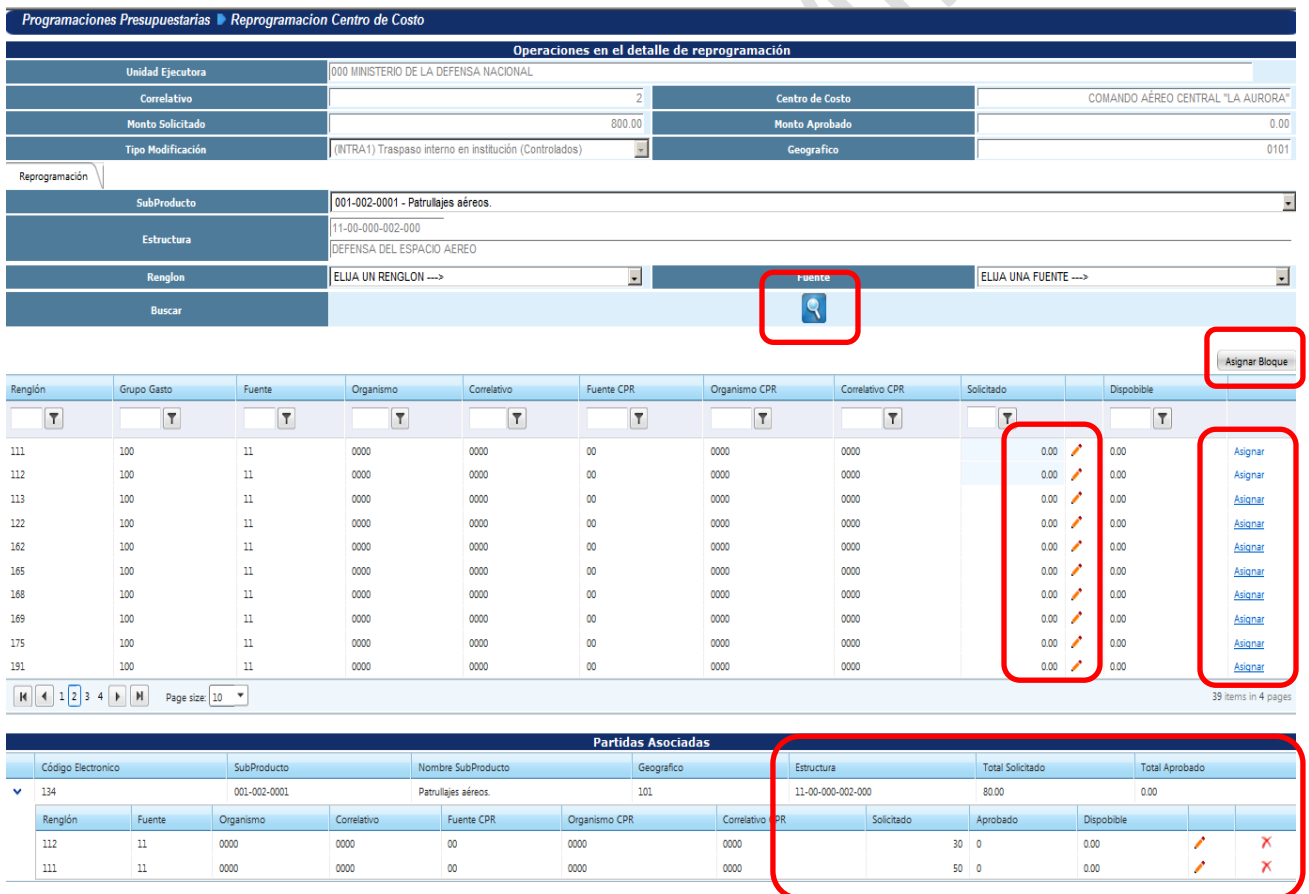 Programaciones Presupuestarias Reprogramacion Centro de Costo
Operaciones en el detalle de reprogramación
Unidad Ejecutora 000 MINISTERIO DE LA DEFENSA NACIONAL
Correlativo 2 Centro de Costo COMANDO AÉREO CENTRAL "LA AURORA"
Monto Solicitado 800.00 Monto Aprobado 0.00
Tipo Modificación (INTRA1) Traspaso interno en institución (Controlados) Geografico 0101
Reprogramación
SubProducto 001-002-0001 - Patrullajes aéreos.
Estructura 11-00-000-002-000
DEFENSA DEL ESPACIO AEREO
Renglon ELIJA UN RENGLON ---> Fuente ELIJA UNA FUENTE --->
Buscar
Asignar Bloque
Renglón Grupo Gasto Fuente Organismo Correlativo Fuente CPR Organismo CPR Correlativo CPR Solicitado Dispobible
111 100 11 0000 0000 00 0000 0000 0.00 0.00 Asignar
112 100 11 0000 0000 00 0000 0000 0.00 0.00 Asignar
113 100 11 0000 0000 00 0000 0000 0.00 0.00 Asignar
122 100 11 0000 0000 00 0000 0000 0.00 0.00 Asignar
162 100 11 0000 0000 00 0000 0000 0.00 0.00 Asignar
165 100 11 0000 0000 00 0000 0000 0.00 0.00 Asignar
168 100 11 0000 0000 00 0000 0000 0.00 0.00 Asignar
169 100 11 0000 0000 00 0000 0000 0.00 0.00 Asignar
175 100 11 0000 0000 00 0000 0000 0.00 0.00 Asignar
191 100 11 0000 0000 00 0000 0000 0.00 0.00 Asignar
1 2 3 4 Page size: 10 39 items in 4 pages
Partidas Asociadas
Código Electronico SubProducto Nombre SubProducto Geografico Estructura Total Solicitado Total Aprobado
134 001-002-0001 Patrullajes aéreos. 101 11-00-000-002-000 80.00 0.00
Renglón Fuente Organismo Correlativo Fuente CPR Organismo CPR Correlativo CPR Solicitado Aprobado Dispobible
112 11 0000 0000 00 0000 0000 30 0 0.00
111 11 0000 0000 00 0000 0000 50 0 0.00